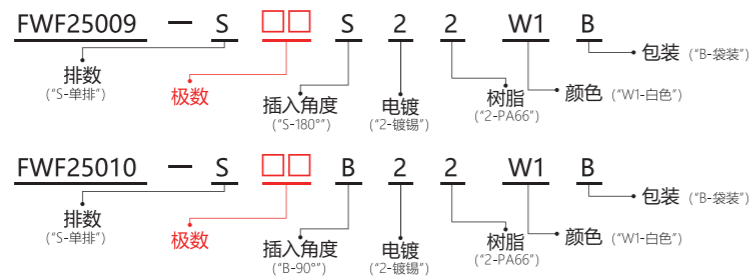 FWF25009 — S □□ S 2 2 W1 B
包装 ("B-袋装")
排数
("S-单排")
极数
插入角度
("S-180°")
电镀
("2-镀锡")
树脂
("2-PA66")
颜色 ("W1-白色")
FWF25010 — S □□ B 2 2 W1 B
包装 ("B-袋装")
排数
("S-单排")
极数
插入角度
("B-90°")
电镀
("2-镀锡")
树脂
("2-PA66")
颜色 ("W1-白色")